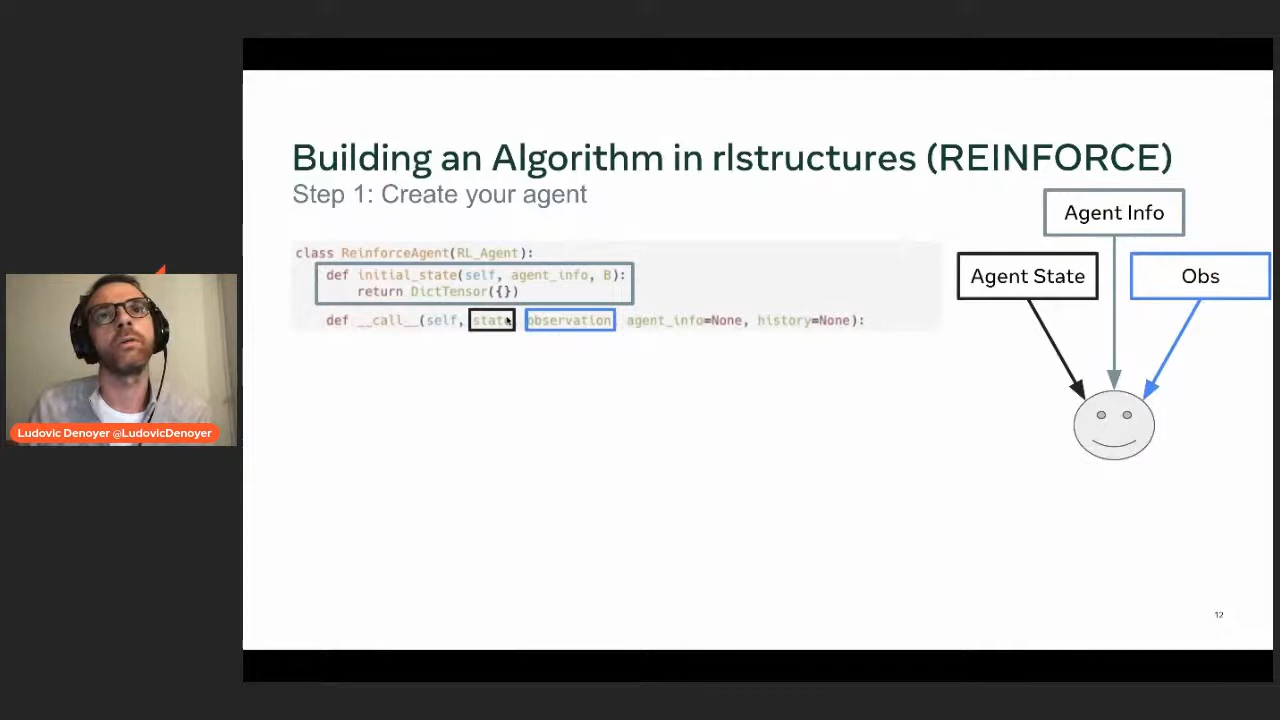 Building an Algorithm in rlstructures (REINFORCE)
Step 1: Create your agent
Agent Info
Agent State
Obs
class ReinforceAgent(RL_Agent):
def initial_state(self, agent_info, B):
return DictTensor({})
def __call__(self, state observation agent_info=None, history=None):
Ludovic Denoyer @LudovicDenoyer
12